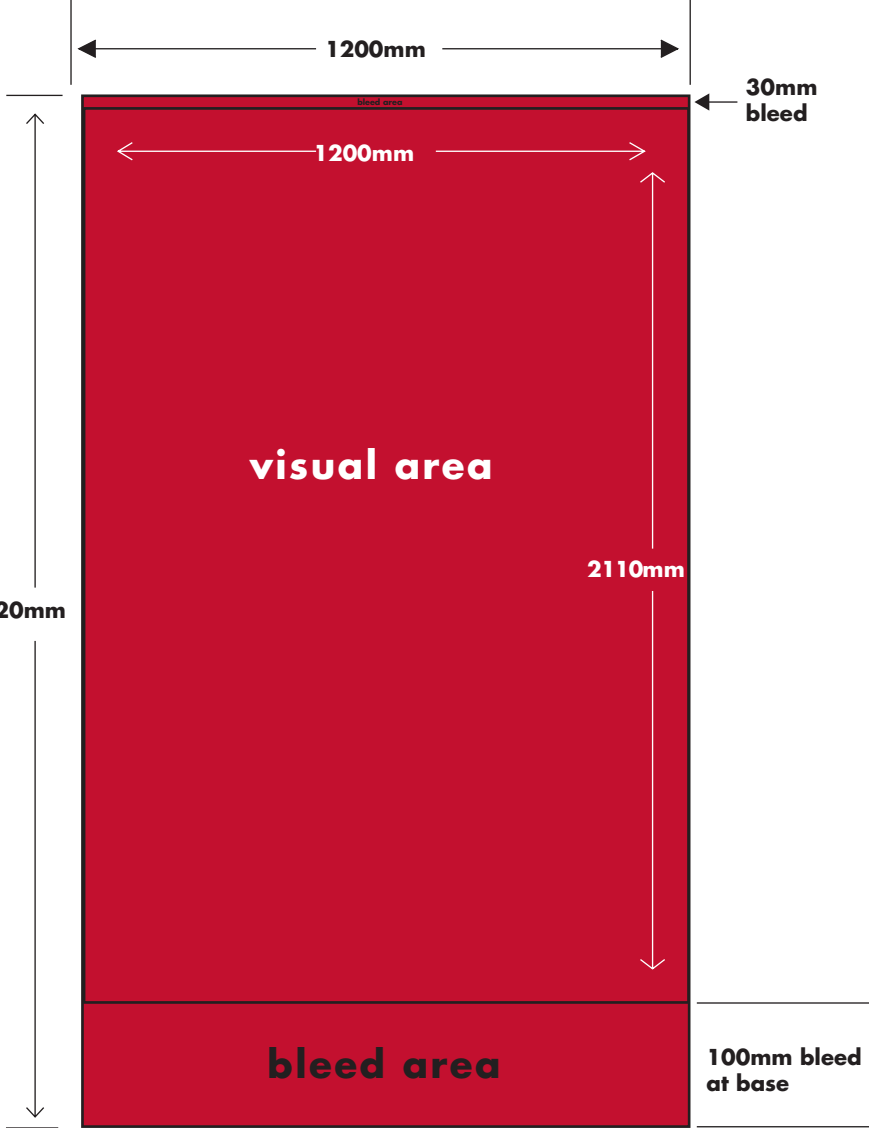 1200mm
30mm
bleed
bleed area
1200mm
visual area
2110mm
20mm
100mm bleed
at base
bleed area